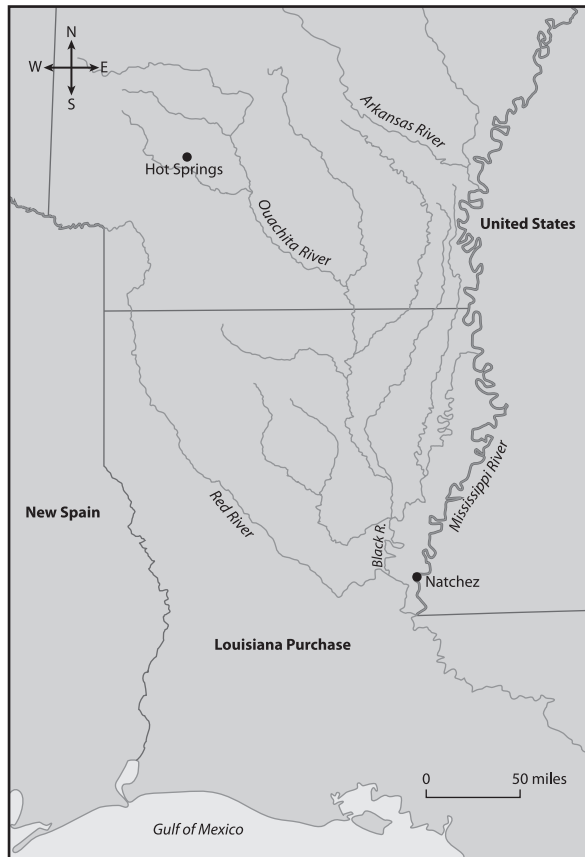 N
W E
S
Arkansas River
Hot Springs
Ouachita River
United States
Mississippi River
New Spain
Red River
Black R.
Natchez
Louisiana Purchase
0 50 miles
Gulf of Mexico